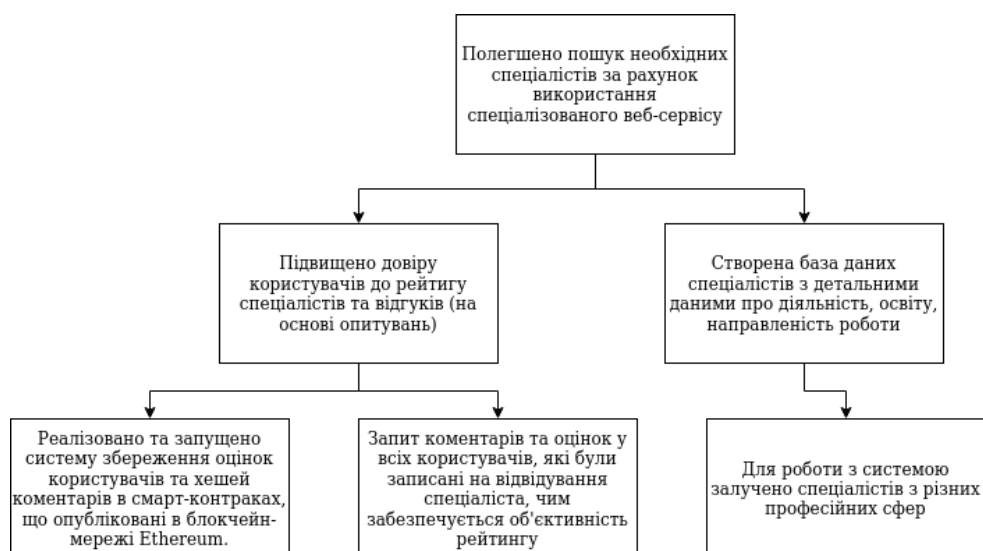 Полегшено пошук необхідних
спеціалістів за рахунок
використання
спеціалізованого веб-сервісу
Підвищено довіру
користувачів до рейтигу
спеціалістів та відгуків (на
основі опитувань)
Створена база даних
спеціалістів з детальними
даними про діяльність, освіту,
направленість роботи
Реалізовано та запущено
систему збереження оцінок
користувачів та хешей
коментарів в смарт-контраках,
що опубліковані в блокчейн-
мережі Ethereum.
Запит коментарів та оцінок у
всіх користувачів, які були
записані на відвідування
спеціаліста, чим
забезпечується об'єктивність
рейтингу
Для роботи з системою
залучено спеціалістів з різних
професійних сфер